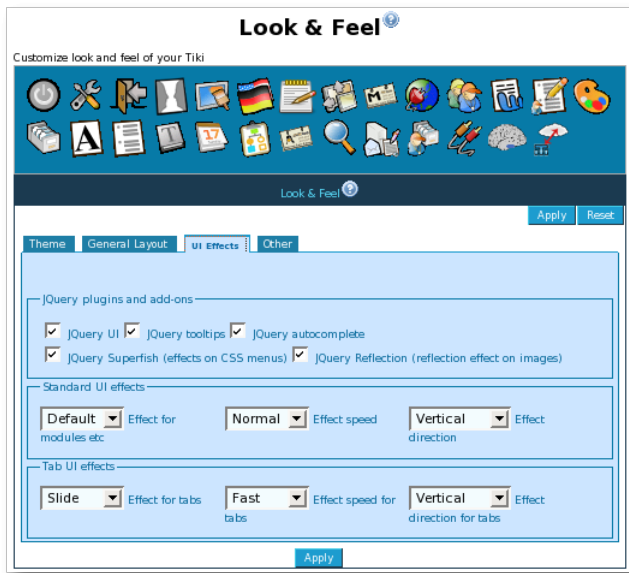 Look & Feel
Customize look and feel of your Tiki
Look & Feel
Apply Reset
Theme General Layout UI Effects Other
JQuery plugins and add-ons
JQuery UI JQuery tooltips JQuery autocomplete
JQuery Superfish (effects on CSS menus) JQuery Reflection (reflection effect on images)
Standard UI effects
Default Effect for modules etc
Normal Effect speed
Vertical Effect direction
Tab UI effects
Slide Effect for tabs
Fast Effect speed for tabs
Vertical Effect direction for tabs
Apply